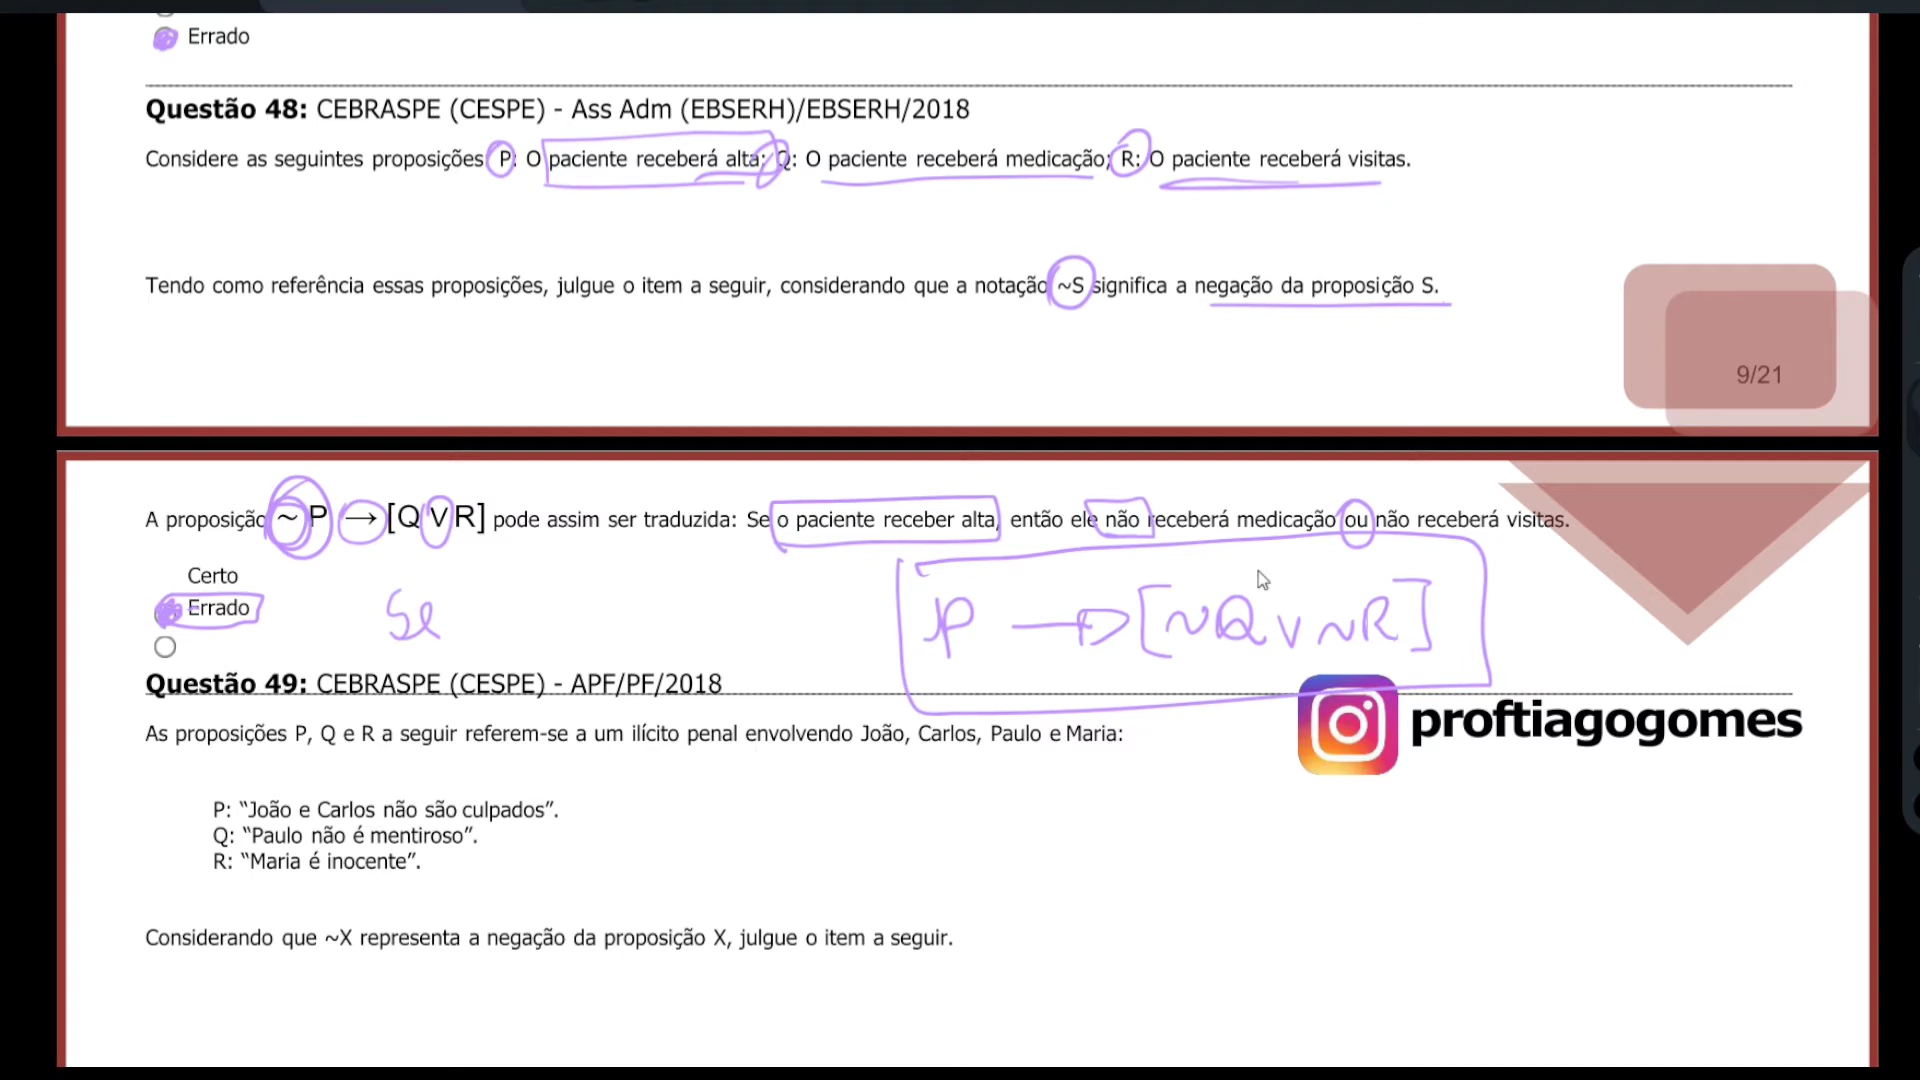 Errado
Questão 48: CEBRASPE (CESPE) - Ass Adm (EBSERH)/EBSERH/2018
Considere as seguintes proposições P: O paciente receberá alta; Q: O paciente receberá medicação; R: O paciente receberá visitas.
Tendo como referência essas proposições, julgue o item a seguir, considerando que a notação ~S significa a negação da proposição S.
9/21
A proposição ~ P → [Q V R] pode assim ser traduzida: Se o paciente receber alta, então ele não receberá medicação ou não receberá visitas.
Certo
Errado
Se
P → [~Q V ~R]
Questão 49: CEBRASPE (CESPE) - APF/PF/2018
proftiagogomes
As proposições P, Q e R a seguir referem-se a um ilícito penal envolvendo João, Carlos, Paulo e Maria:
P: “João e Carlos não são culpados”.
Q: “Paulo não é mentiroso”.
R: “Maria é inocente”.
Considerando que ~X representa a negação da proposição X, julgue o item a seguir.